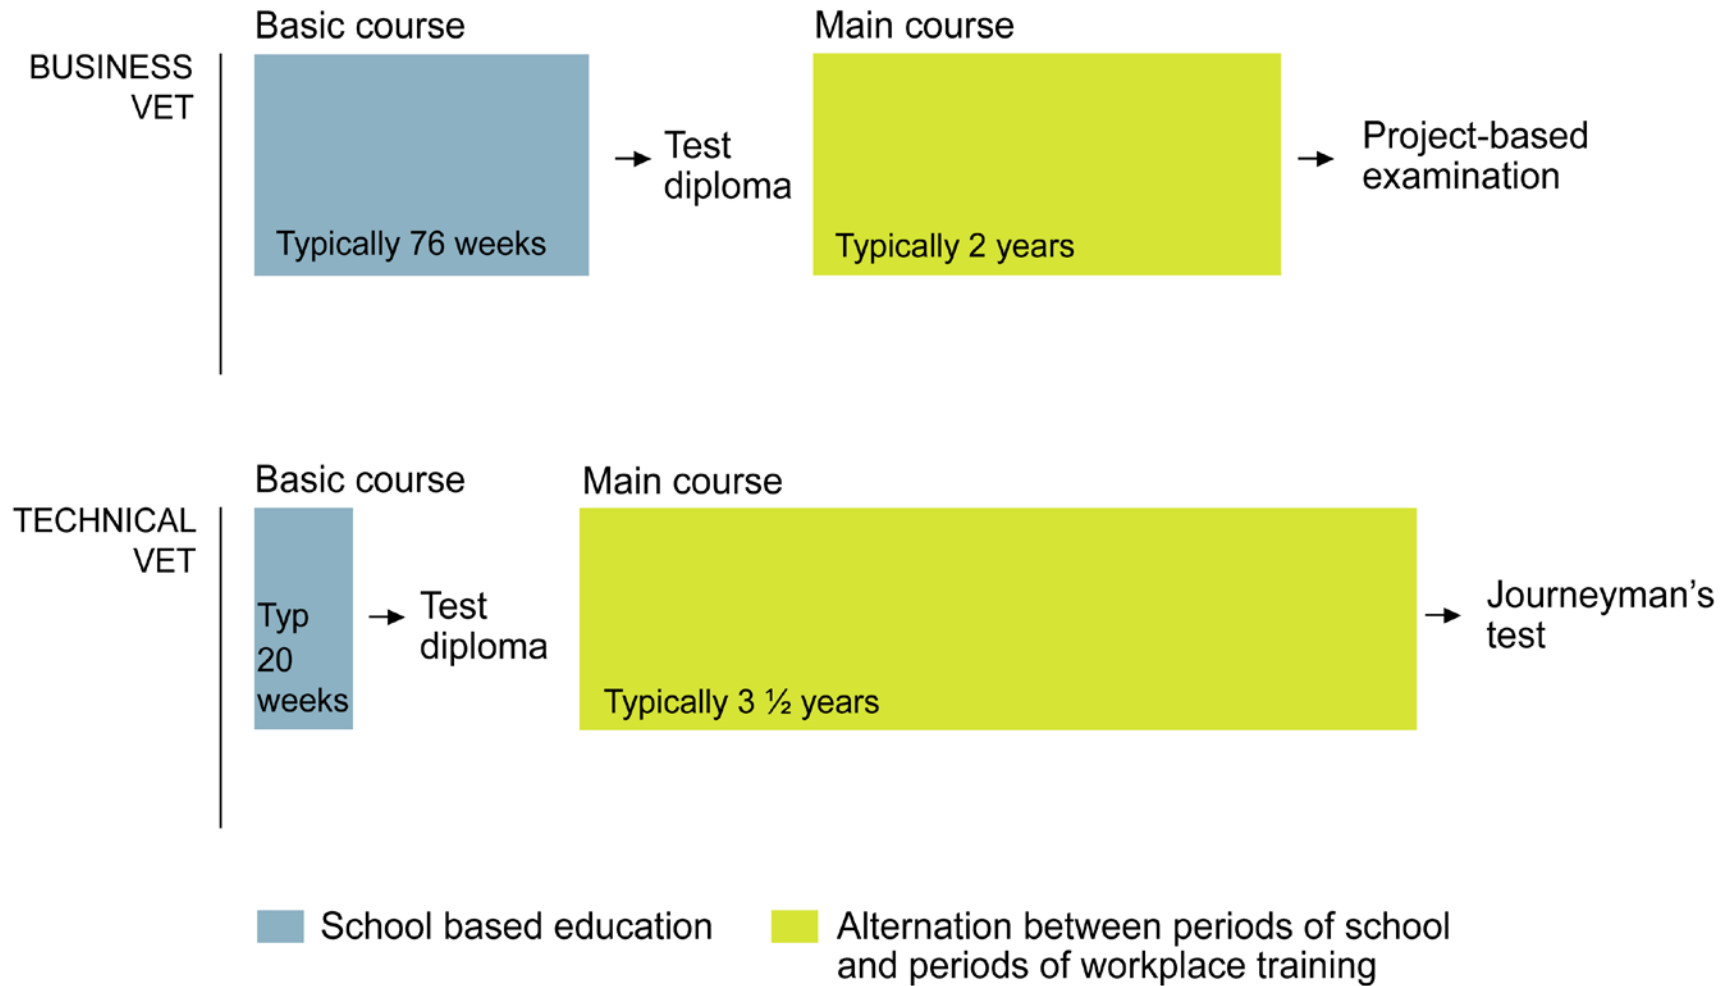 BUSINESS
VET
Basic course
Typically 76 weeks
Test
diploma
Main course
Typically 2 years
Project-based
examination
TECHNICAL
VET
Basic course
Typ
20
weeks
Test
diploma
Main course
Typically 3 ½ years
Journeyman’s
test
School based education
Alternation between periods of school
and periods of workplace training